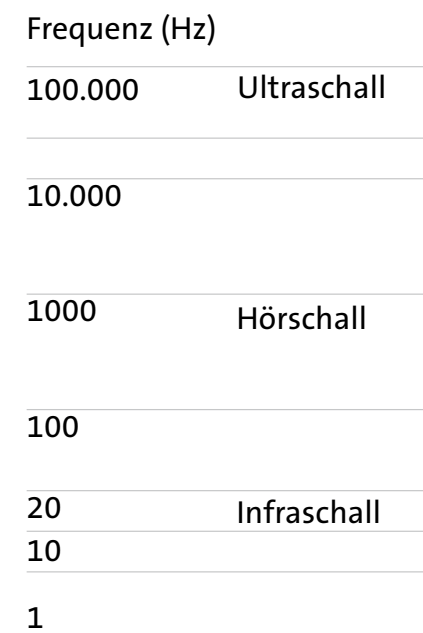 Frequenz (Hz)
100.000 Ultraschall
10.000
1000 Hörschall
100
20 Infraschall
10
1